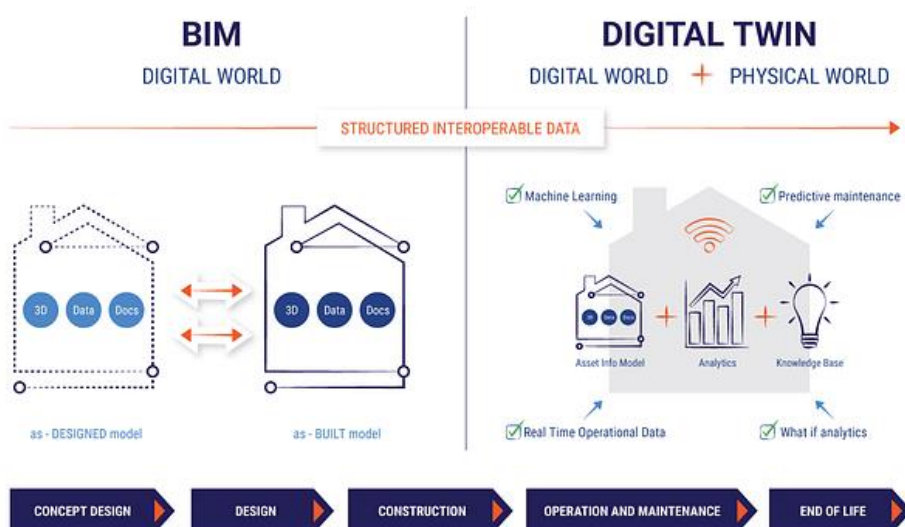 BIM
DIGITAL WORLD
DIGITAL TWIN
DIGITAL WORLD + PHYSICAL WORLD
STRUCTURED INTEROPERABLE DATA
3D Data Docs
as - DESIGNED model
3D Data Docs
as - BUILT model
Machine Learning
Predictive maintenance
3D Data Docs
Asset Info Model
+
Analytics
+
Knowledge Base
Real Time Operational Data
What if analytics
CONCEPT DESIGN
DESIGN
CONSTRUCTION
OPERATION AND MAINTENANCE
END OF LIFE